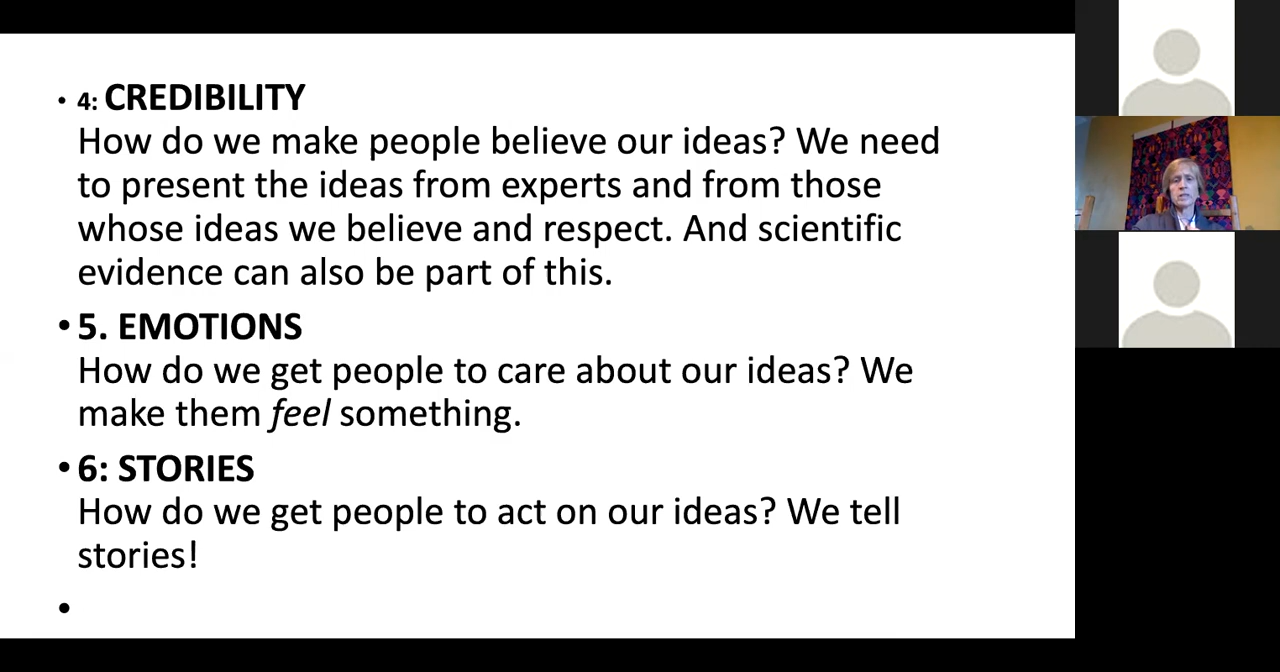 • 4: CREDIBILITY
How do we make people believe our ideas? We need
to present the ideas from experts and from those
whose ideas we believe and respect. And scientific
evidence can also be part of this.
• 5. EMOTIONS
How do we get people to care about our ideas? We
make them feel something.
• 6: STORIES
How do we get people to act on our ideas? We tell
stories!
•